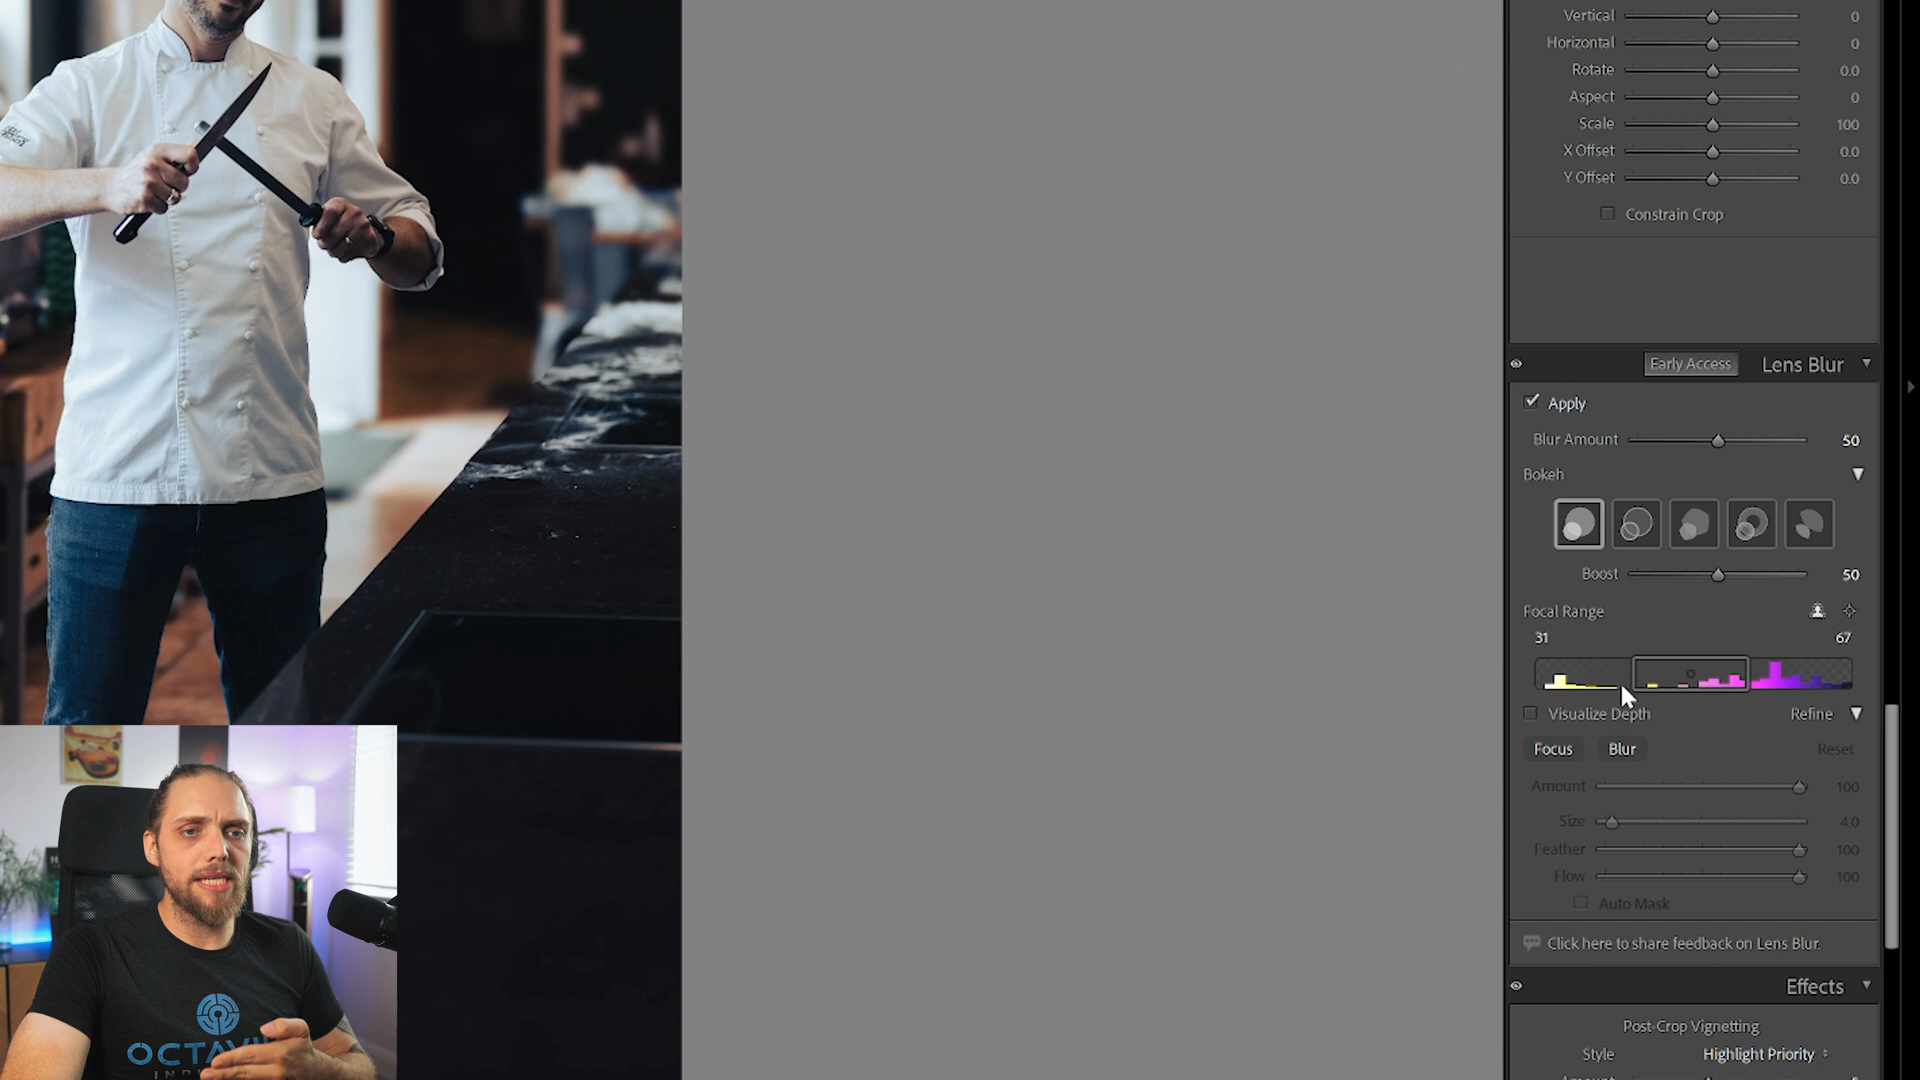 Vertical 0
Horizontal 0
Rotate 0.0
Aspect 0
Scale 100
X Offset 0.0
Y Offset 0.0
Constrain Crop
Early Access Lens Blur
Apply
Blur Amount 50
Bokeh
Boost 50
Focal Range
31 67
Visualize Depth Refine
Focus Blur Reset
Amount 100
Size 4.0
Feather 100
Flow 100
Auto Mask
Click here to share feedback on Lens Blur.
Effects
Post-Crop Vignetting
Style Highlight Priority